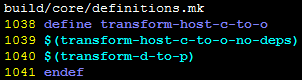 build/core/definitions.mk
1038 define transform-host-c-to-o
1039 $(transform-host-c-to-o-no-deps)
1040 $(transform-d-to-p)
1041 endef